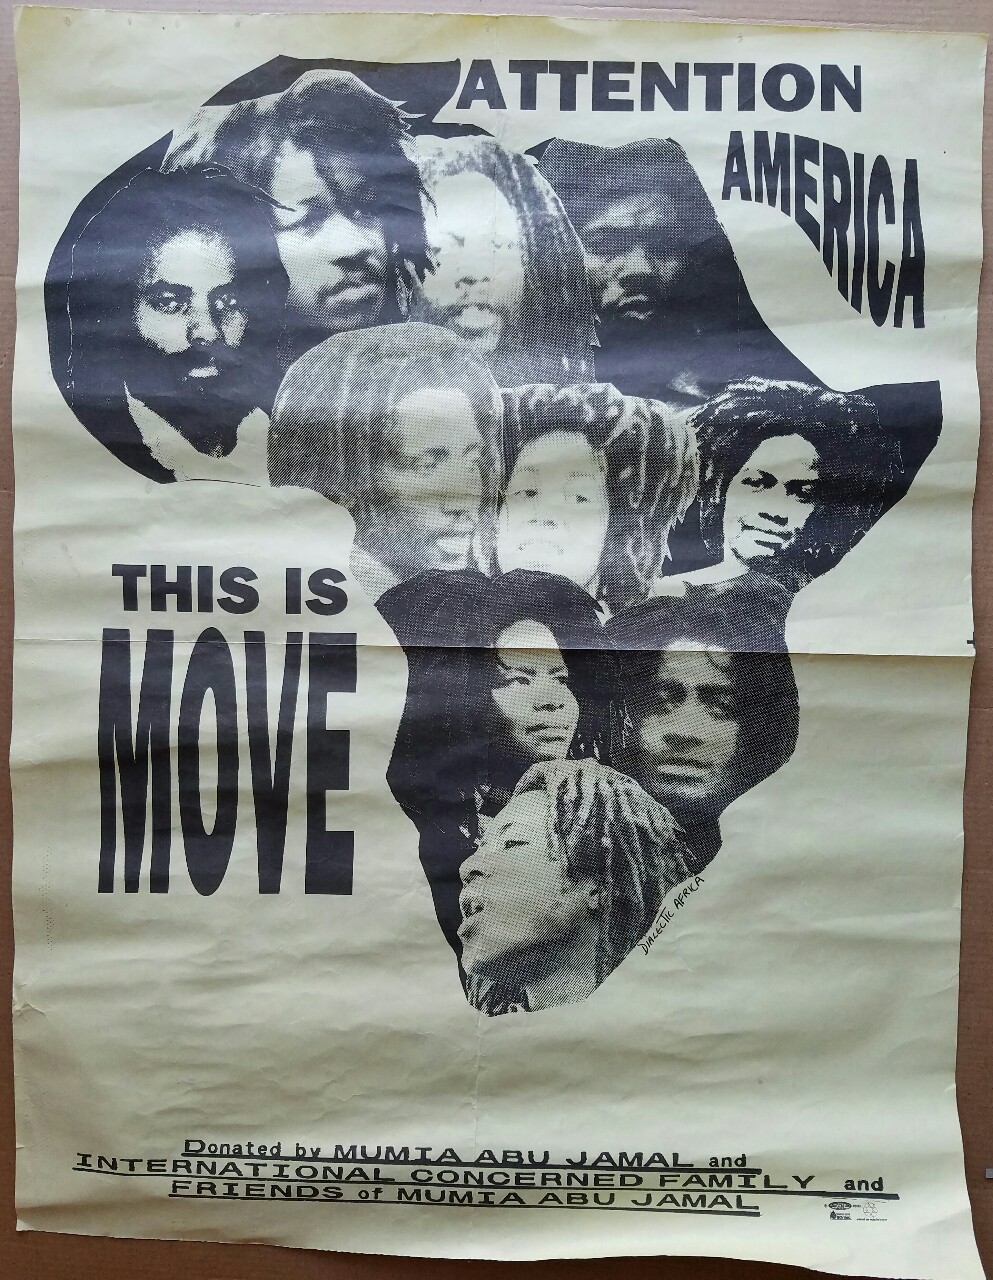 ATTENTION
AMERICA
THIS IS
MOVE
DIALECTIC AFRICA
Donated by MUMIA ABU JAMAL and
INTERNATIONAL CONCERNED FAMILY and
FRIENDS of MUMIA ABU JAMAL